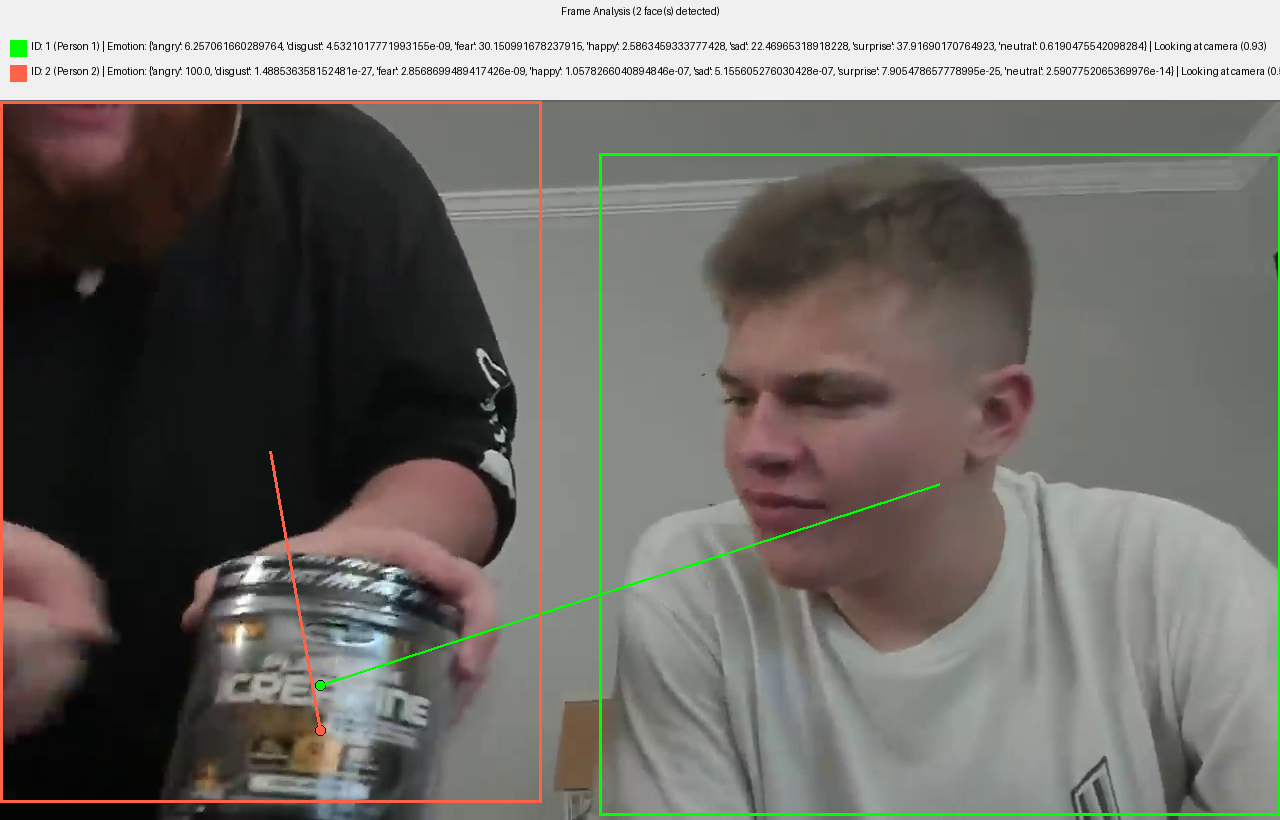 Frame Analysis (2 face(s) detected)
ID: 1 (Person 1) | Emotion: {'angry': 6.257061660289764, 'disgust': 4.5321017771993155e-09, 'fear': 30.150991678237915, 'happy': 2.5863459333777428, 'sad': 22.46965318918228, 'surprise': 37.91690170764923, 'neutral': 0.6190475542098284} | Looking at camera (0.93)
ID: 2 (Person 2) | Emotion: {'angry': 100.0, 'disgust': 1.488536358152481e-27, 'fear': 2.8568699489417426e-09, 'happy': 1.0578266040894846e-07, 'sad': 5.155605276030428e-07, 'surprise': 7.905478657778995e-25, 'neutral': 2.5907752065369976e-14} | Looking at camera (0.
CREATINE